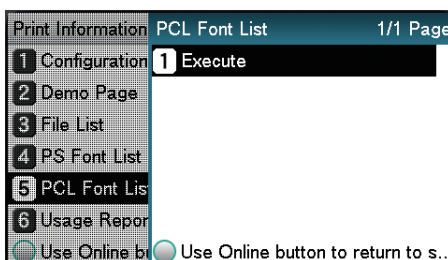 Print Information
1 Configuration
2 Demo Page
3 File List
4 PS Font List
5 PCL Font Lis
6 Usage Repor
Use Online b
PCL Font List 1/1 Page
1 Execute
Use Online button to return to s...